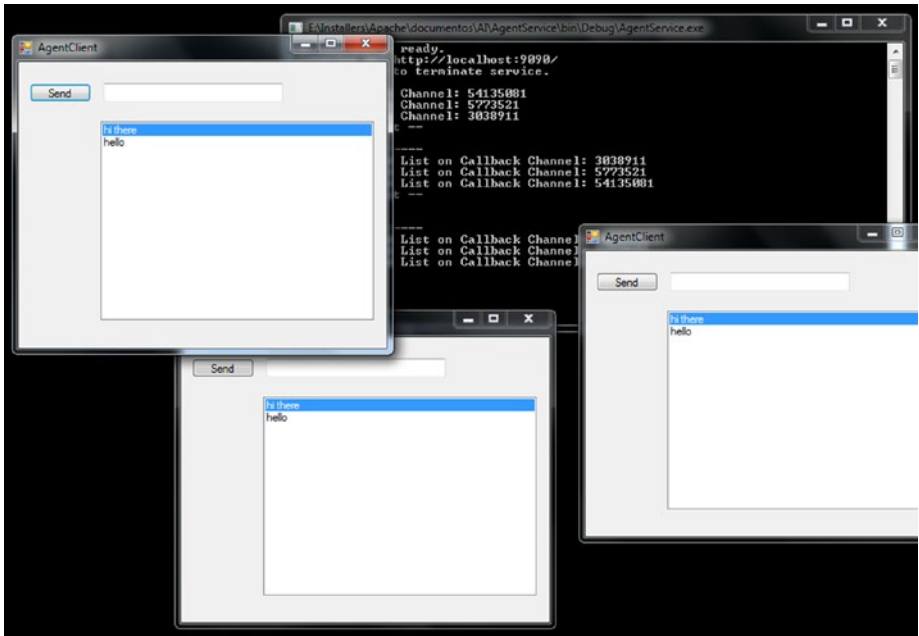 E:\Installers\Apache\documentos\AI\AgentService\bin\Debug\AgentService.exe
ready.
http://localhost:9090/
to terminate service.
Channel: 54135081
Channel: 5773521
Channel: 3038911
--
----
List on Callback Channel: 3038911
List on Callback Channel: 5773521
List on Callback Channel: 54135081
--
----
List on Callback Channe
List on Callback Channe
List on Callback Channe
AgentClient
Send
hi there
hello
AgentClient
Send
hi there
hello
Send
hi there
hello